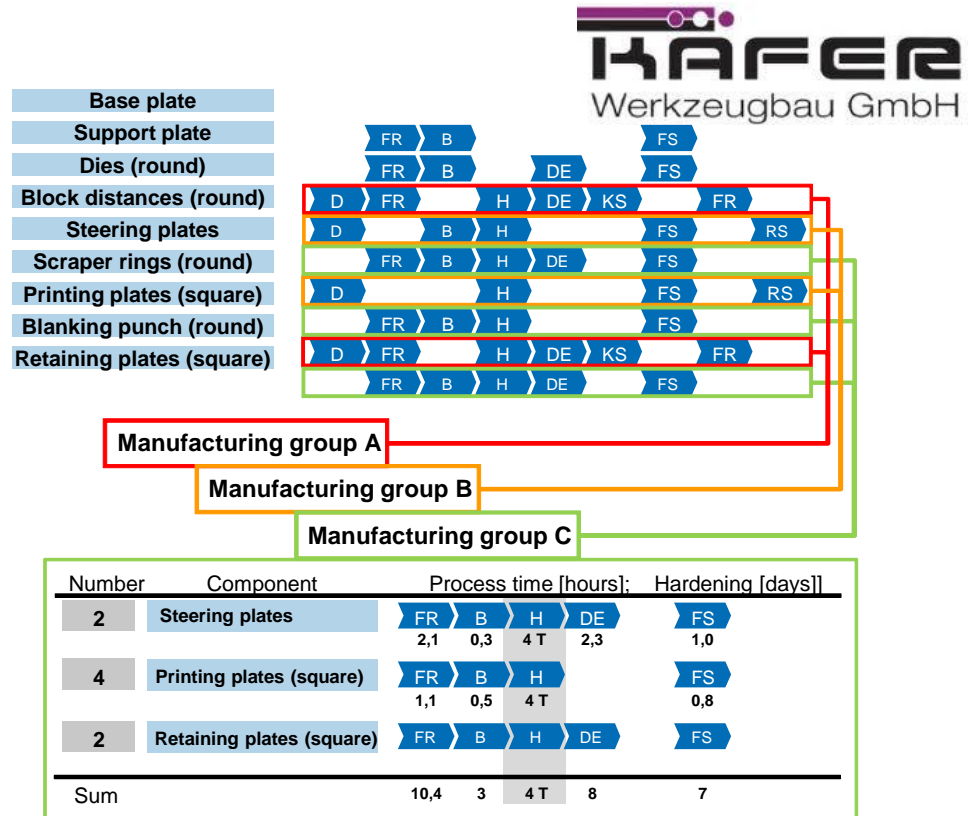 KÄFER
Werkzeugbau GmbH
Base plate
Support plate FR B FS
Dies (round) FR B DE FS
Block distances (round) D FR H DE KS FR
Steering plates D B H FS RS
Scraper rings (round) FR B H DE FS
Printing plates (square) D H FS RS
Blanking punch (round) FR B H FS
Retaining plates (square) D FR H DE KS FR
FR B H DE FS
Manufacturing group A
Manufacturing group B
Manufacturing group C
Number Component Process time [hours]; Hardening [days]]
2 Steering plates FR B H DE FS
2,1 0,3 4 T 2,3 1,0
4 Printing plates (square) FR B H FS
1,1 0,5 4 T 0,8
2 Retaining plates (square) FR B H DE FS
Sum 10,4 3 4 T 8 7